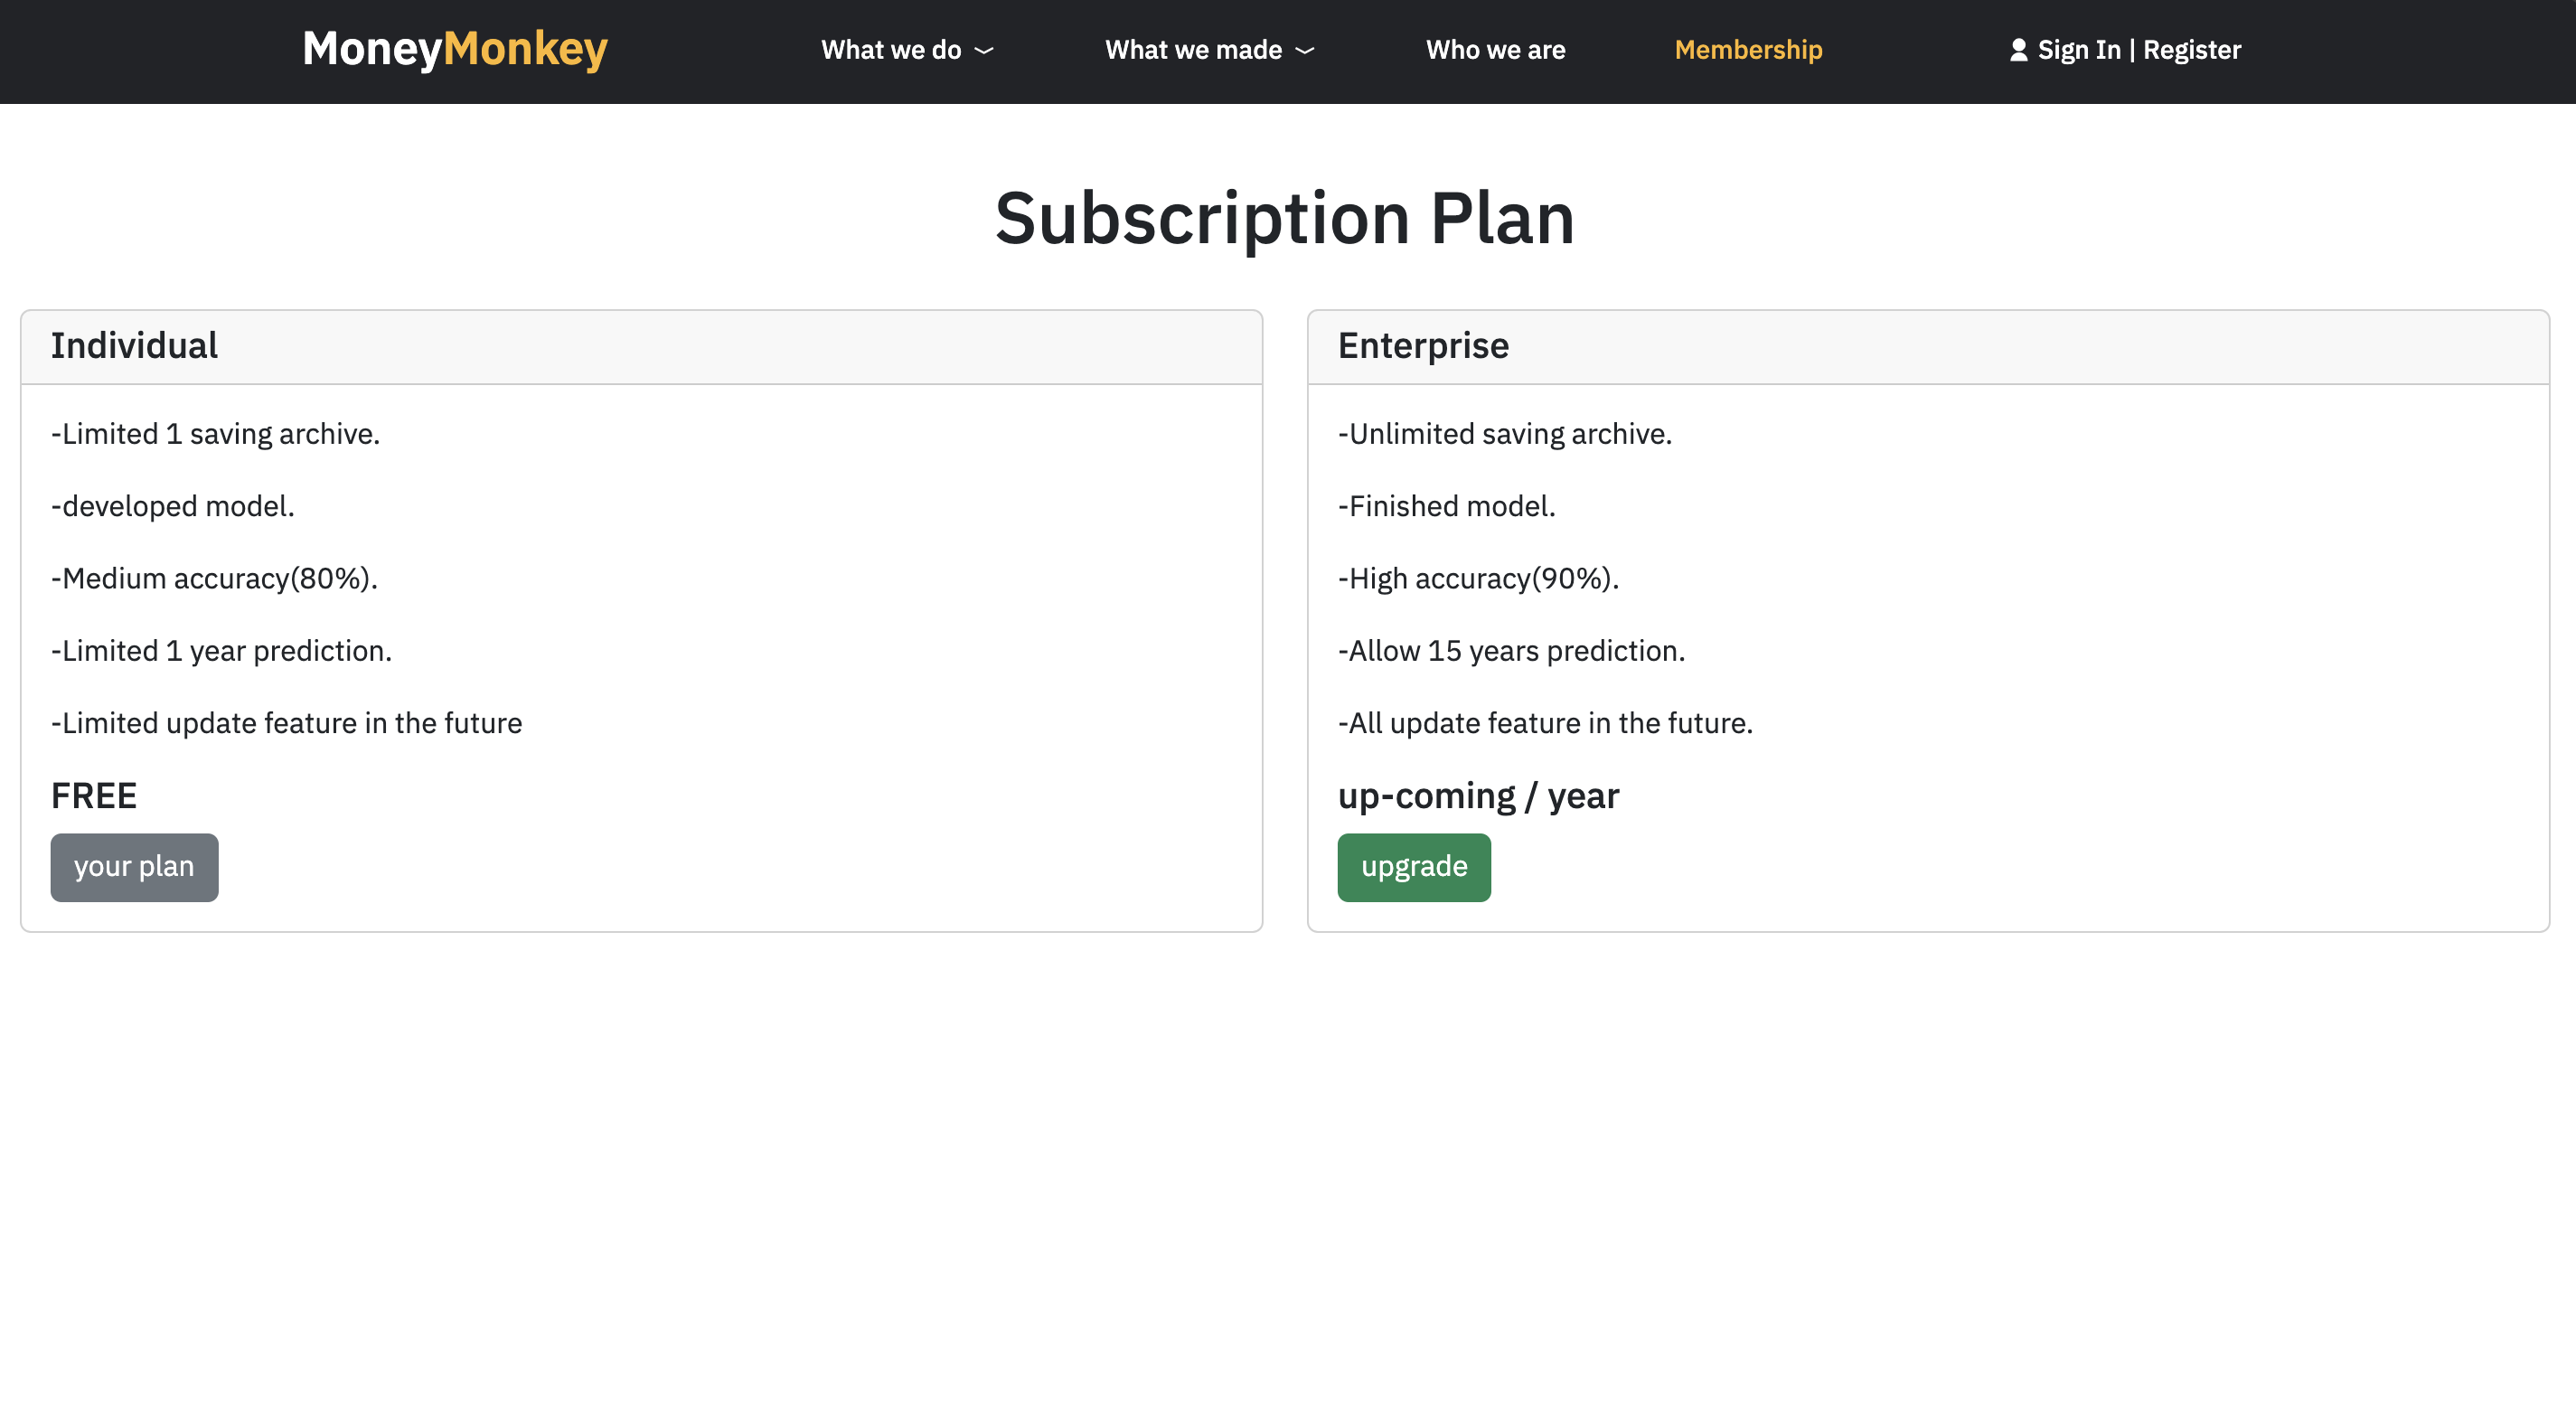 MoneyMonkey What we do What we made Who we are Membership Sign In | Register
Subscription Plan
Individual
-Limited 1 saving archive.
-developed model.
-Medium accuracy(80%).
-Limited 1 year prediction.
-Limited update feature in the future
FREE
your plan
Enterprise
-Unlimited saving archive.
-Finished model.
-High accuracy(90%).
-Allow 15 years prediction.
-All update feature in the future.
up-coming / year
upgrade